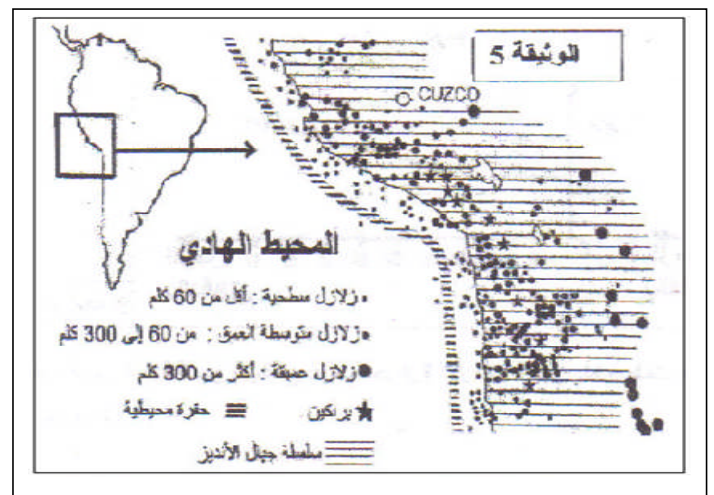 الوثيقة 5
CUZCO
المحيط الهادي
زلازل سطحية : أقل من 60 كلم
زلازل متوسطة العمق : من 60 إلى 300 كلم
زلازل عميقة : أكثر من 300 كلم
براكين
حفرة محيطية
سلسلة جبال الأنديز